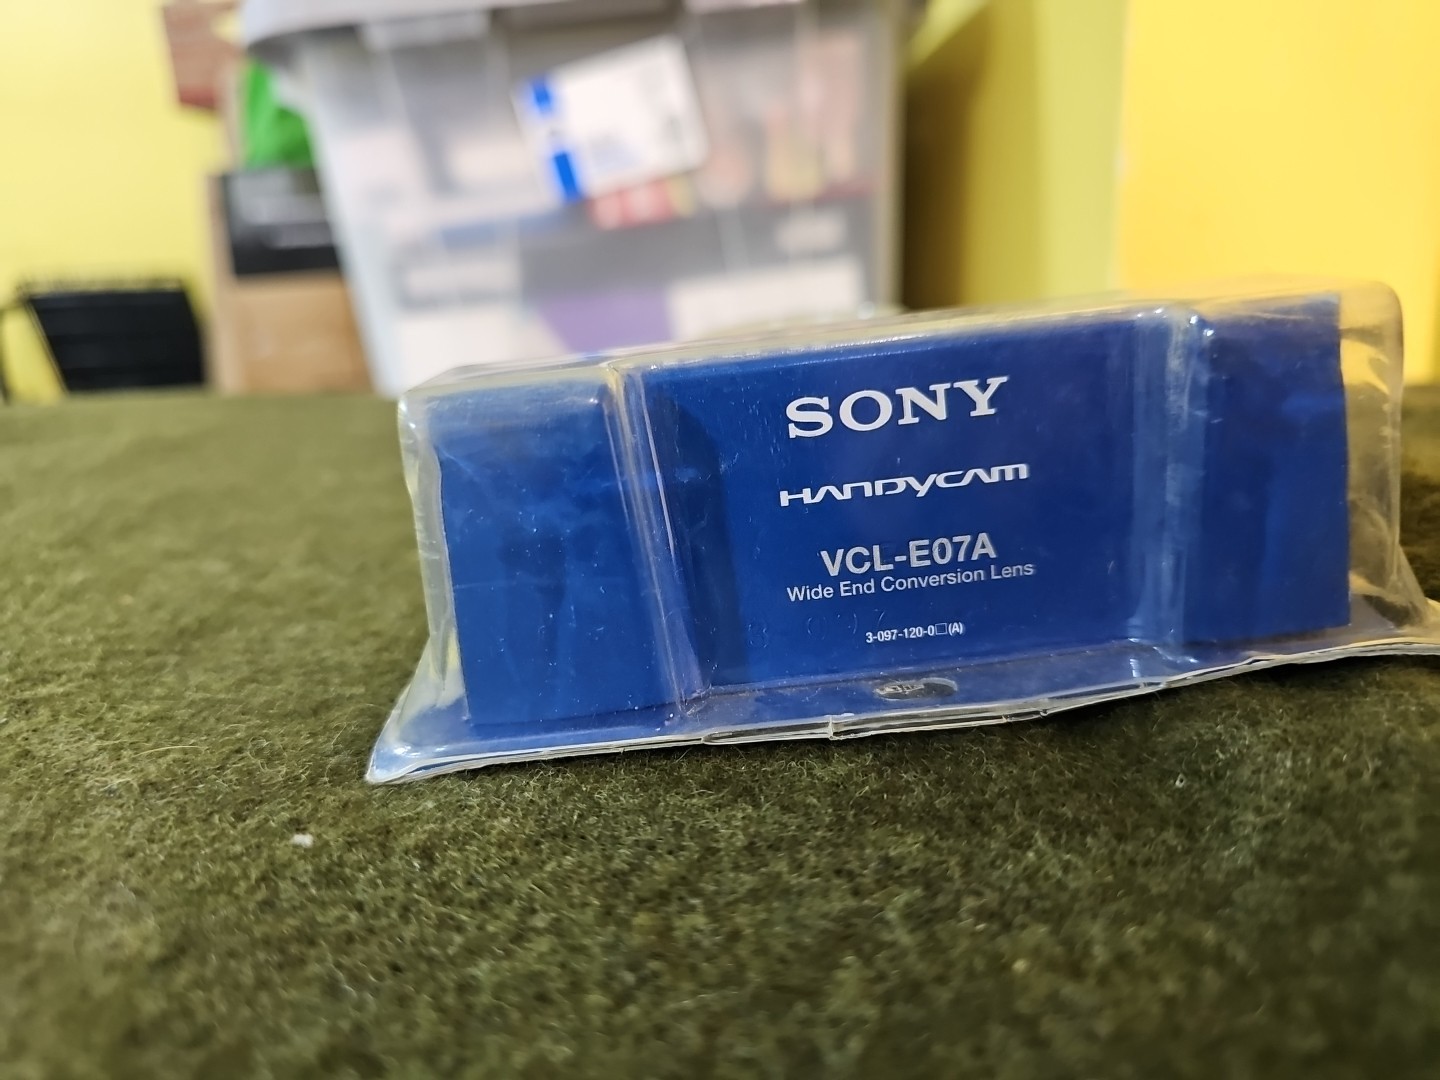 SONY
HANDYCAM
VCL-E07A
Wide End Conversion Lens
3-097-120-0□(A)